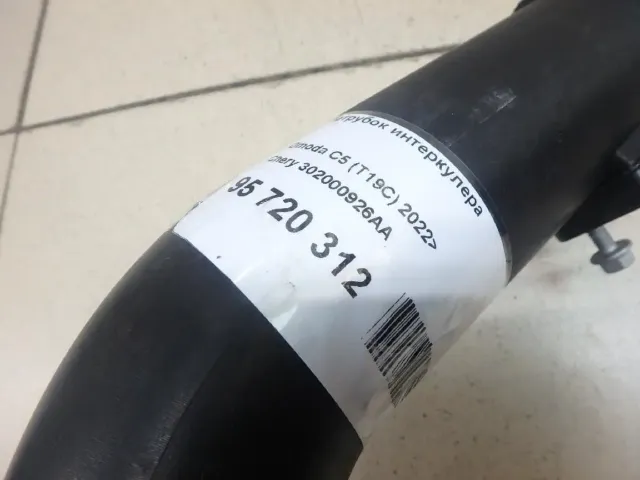 патрубок интеркулера
Omoda C5 (T19C) 2022>
Chery 302000926AA
95 720 312